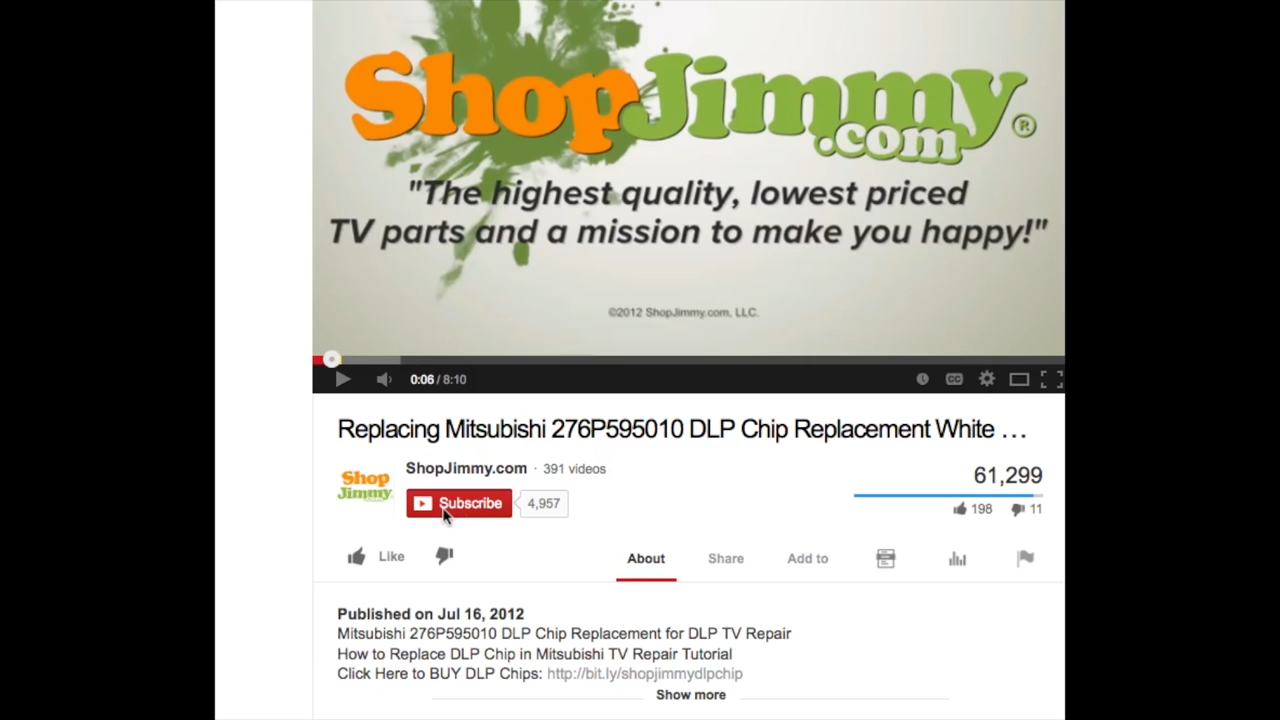 ShopJimmy
.com®
"The highest quality, lowest priced
TV parts and a mission to make you happy!"
©2012 ShopJimmy.com, LLC.
0:06 / 8:10
CC
Replacing Mitsubishi 276P595010 DLP Chip Replacement White ...
Shop
Jimmy
ShopJimmy.com · 391 videos
61,299
Subscribe 4,957
198 11
Like About Share Add to
Published on Jul 16, 2012
Mitsubishi 276P595010 DLP Chip Replacement for DLP TV Repair
How to Replace DLP Chip in Mitsubishi TV Repair Tutorial
Click Here to BUY DLP Chips: http://bit.ly/shopjimmydlpchip
Show more